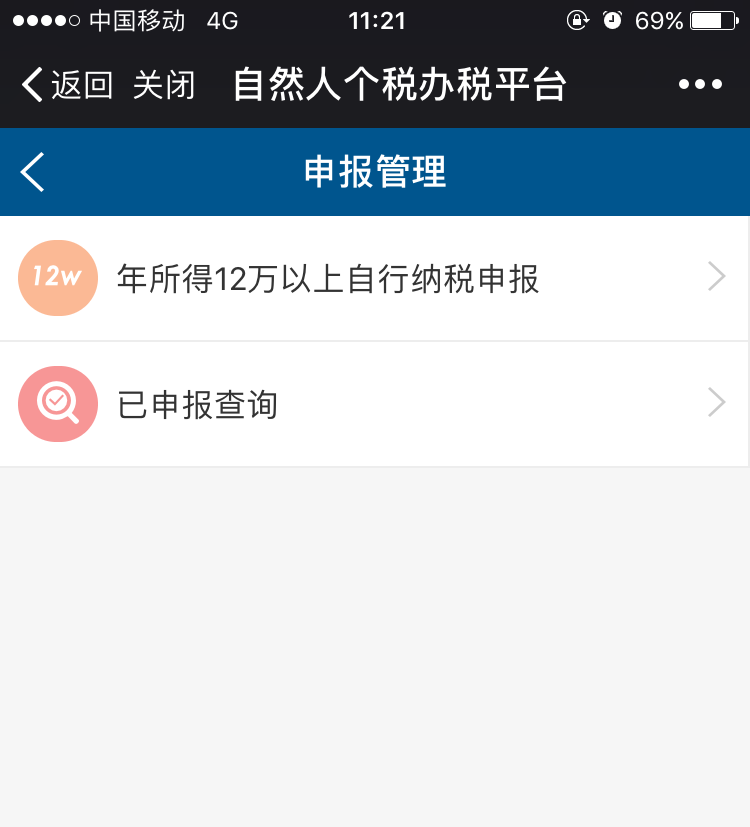 中国移动 4G 11:21 69%
返回 关闭 自然人个税办税平台
申报管理
12w 年所得12万以上自行纳税申报
已申报查询